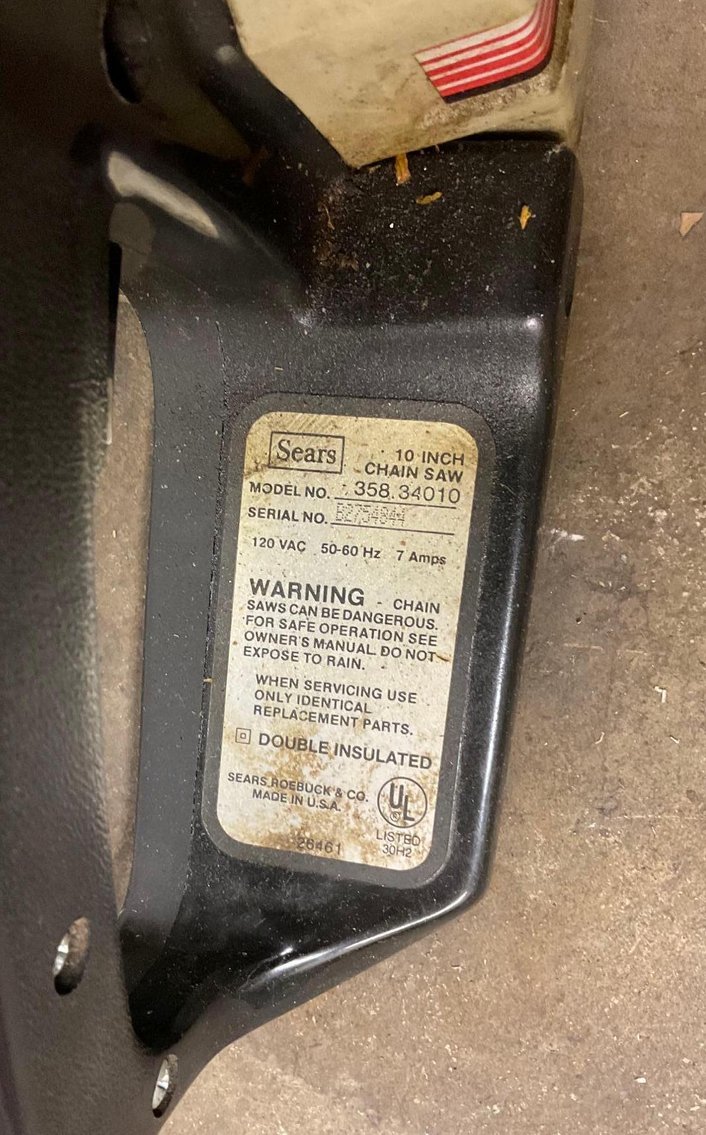 Sears
10 INCH
CHAIN SAW
MODEL NO. 358.34010
SERIAL NO.
120 VAC 50-60 Hz 7 Amps
WARNING - CHAIN
SAWS CAN BE DANGEROUS.
FOR SAFE OPERATION SEE
OWNER'S MANUAL. DO NOT
EXPOSE TO RAIN.
WHEN SERVICING USE
ONLY IDENTICAL
REPLACEMENT PARTS.
DOUBLE INSULATED
SEARS, ROEBUCK & CO.
MADE IN U.S.A.
UL
LISTED
30H2
26461